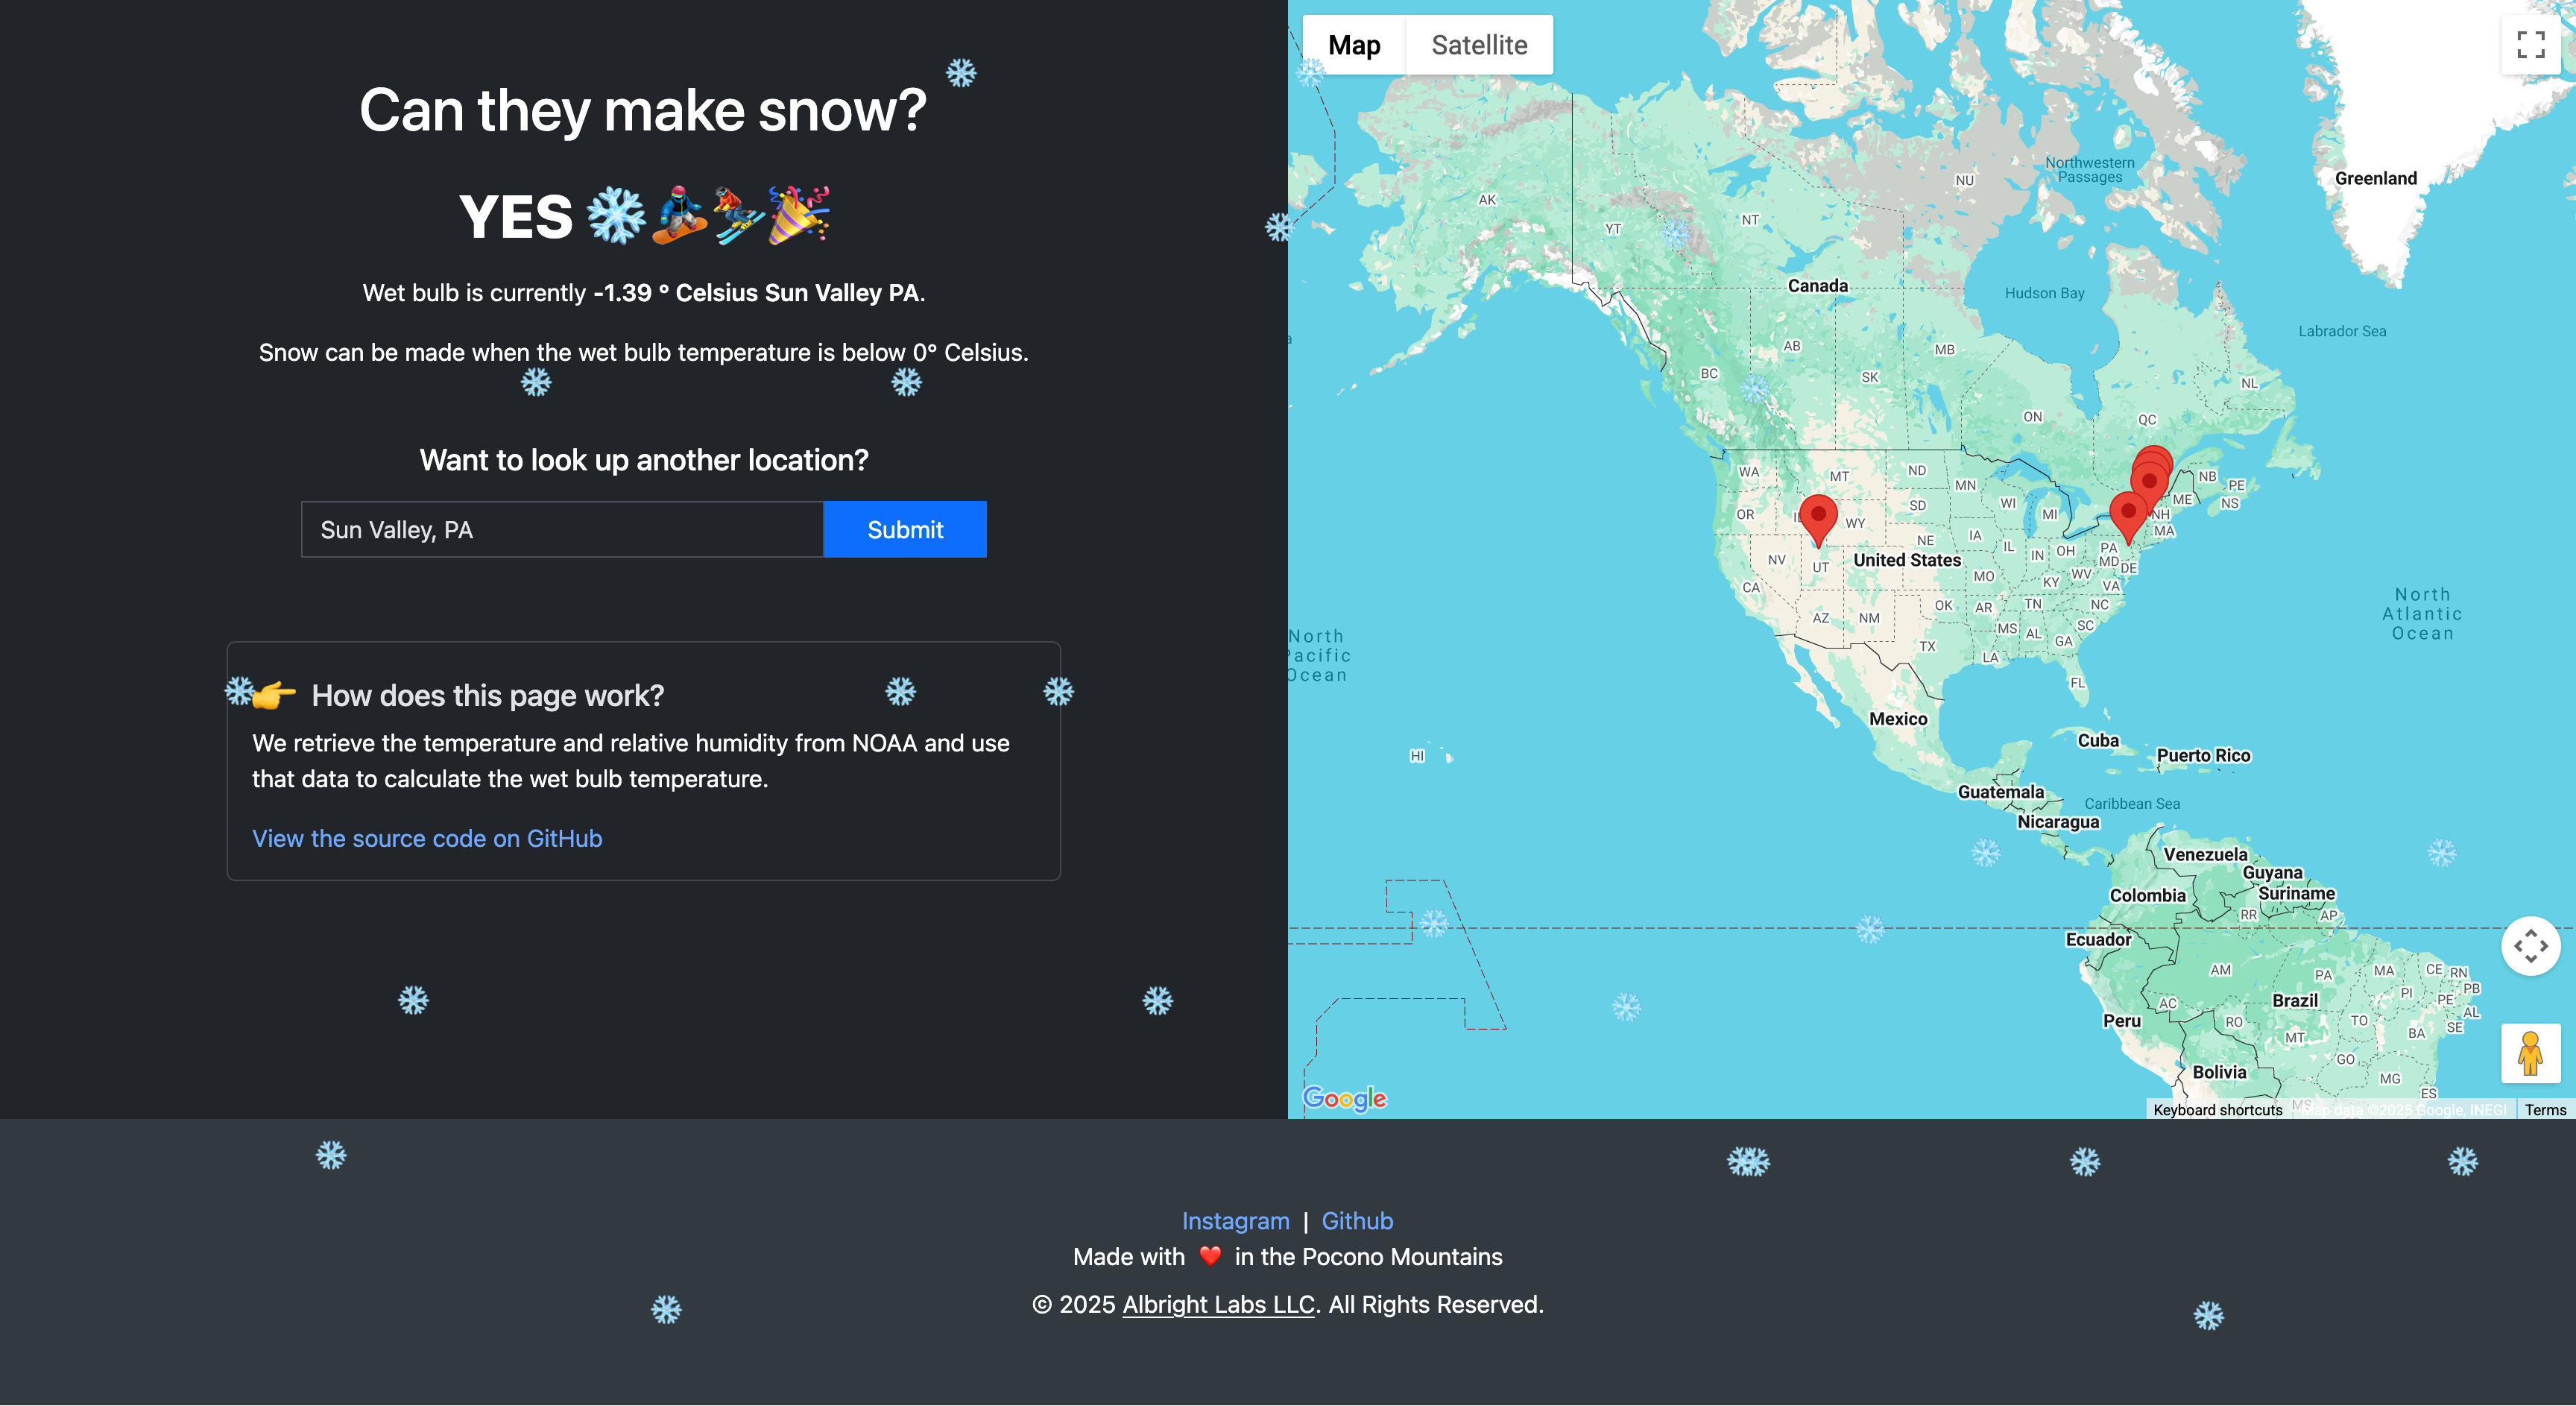 Can they make snow?
YES
Wet bulb is currently -1.39 ° Celsius Sun Valley PA.
Snow can be made when the wet bulb temperature is below 0° Celsius.
Want to look up another location?
Sun Valley, PA
Submit
How does this page work?
We retrieve the temperature and relative humidity from NOAA and use
that data to calculate the wet bulb temperature.
View the source code on GitHub
Map
Satellite
Greenland
Northwestern
Passages
NU
AK
NT
YT
Canada
Hudson Bay
Labrador Sea
AB
MB
BC
SK
NL
ON
QC
WA
MT
ND
NB
PE
MN
ME
NS
OR
WY
SD
WI
MI
NH
MA
NV
UT
United States
NE
IA
IL
IN
OH
PA
MD
DE
CA
MO
KY
WV
VA
AZ
NM
OK
AR
TN
NC
SC
MS
AL
GA
TX
LA
FL
North
Pacific
Ocean
North
Atlantic
Ocean
Mexico
HI
Cuba
Puerto Rico
Guatemala
Caribbean Sea
Nicaragua
Venezuela
Guyana
Colombia
Suriname
RR
AP
Ecuador
AM
PA
MA
CE
RN
PB
PI
PE
AC
Brazil
AL
Peru
RO
TO
BA
SE
MT
GO
Bolivia
MG
ES
MS
Google
Keyboard shortcuts
Map data ©2025 Google, INEGI
Terms
Instagram | Github
Made with ❤️ in the Pocono Mountains
© 2025 Albright Labs LLC. All Rights Reserved.